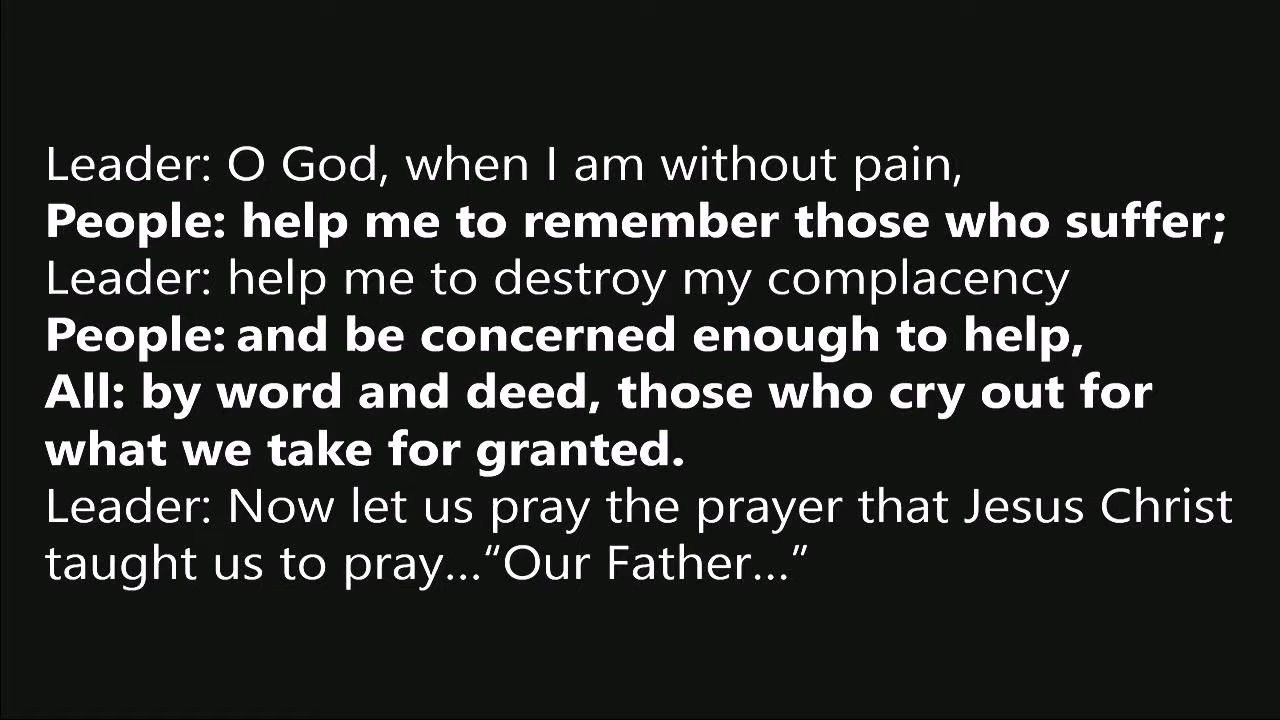 Leader: O God, when I am without pain,
People: help me to remember those who suffer;
Leader: help me to destroy my complacency
People: and be concerned enough to help,
All: by word and deed, those who cry out for
what we take for granted.
Leader: Now let us pray the prayer that Jesus Christ
taught us to pray...“Our Father...”